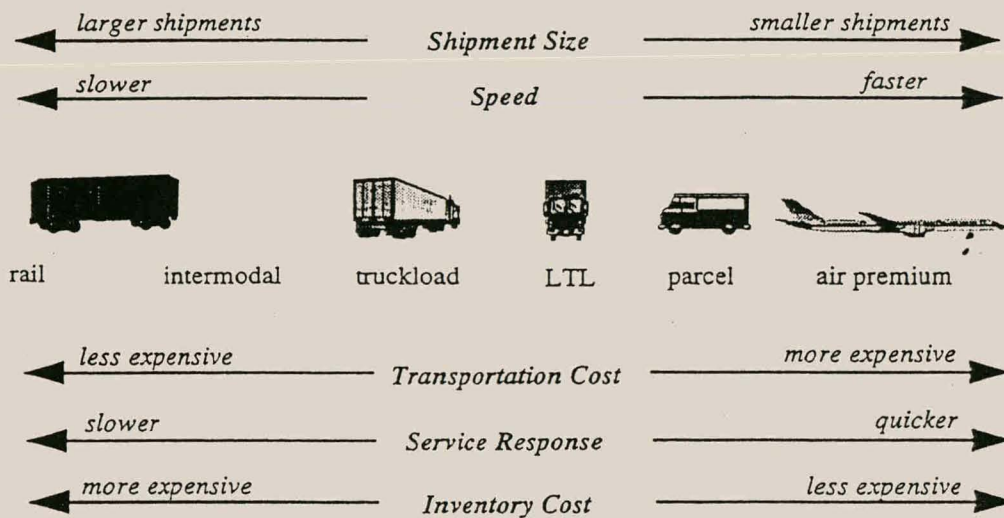 larger shipments Shipment Size smaller shipments
slower Speed faster
rail intermodal truckload LTL parcel air premium
less expensive Transportation Cost more expensive
slower Service Response quicker
more expensive Inventory Cost less expensive